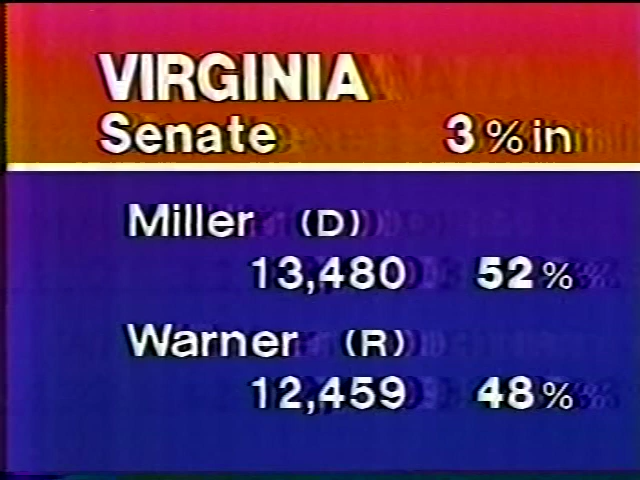 VIRGINIA
Senate 3% in
Miller (D)
13,480 52%
Warner (R)
12,459 48%